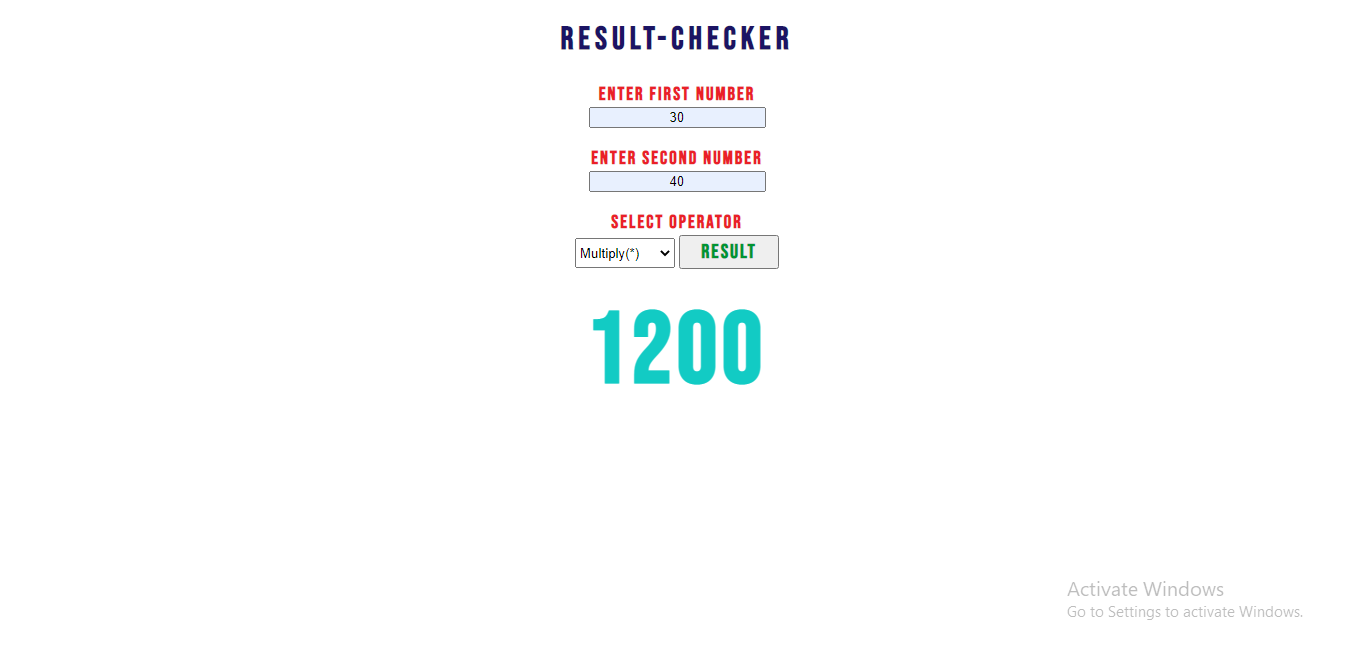 RESULT-CHECKER
ENTER FIRST NUMBER
30
ENTER SECOND NUMBER
40
SELECT OPERATOR
Multiply(*) RESULT
1200
Activate Windows
Go to Settings to activate Windows.